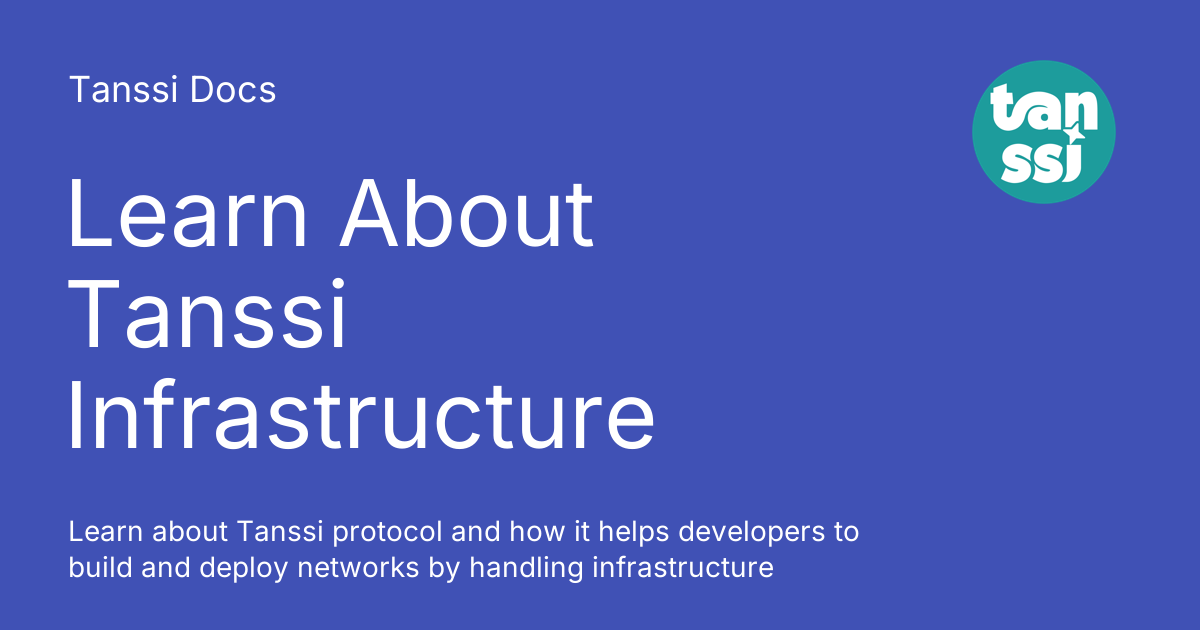 Tanssi Docs
tan
ssi
Learn About
Tanssi
Infrastructure
Learn about Tanssi protocol and how it helps developers to
build and deploy networks by handling infrastructure